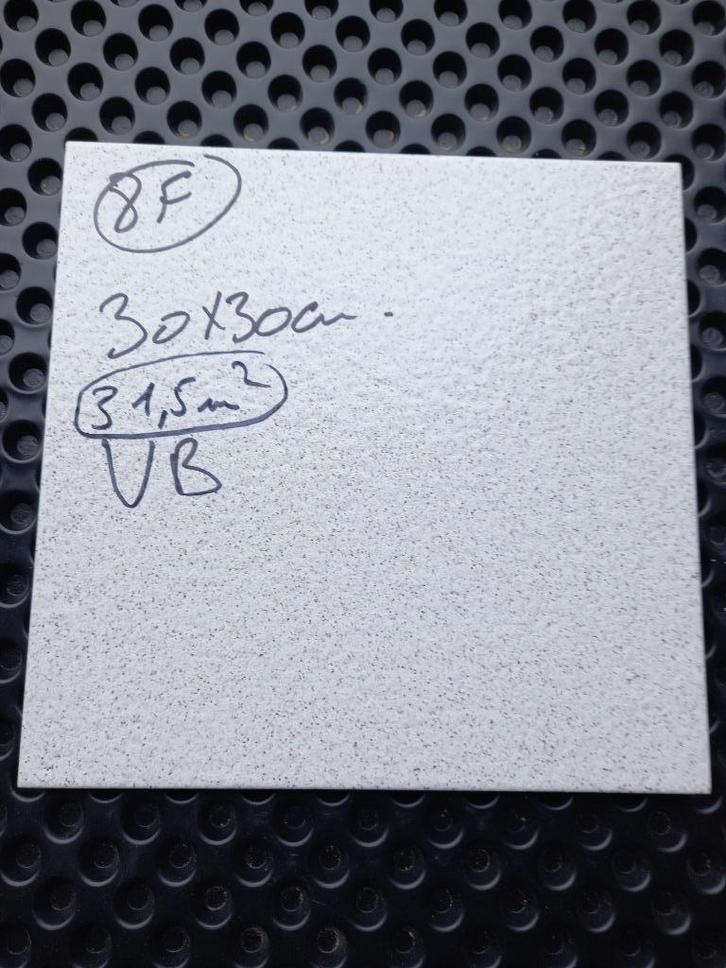 8F
30x30cm.
31,5m²
VB